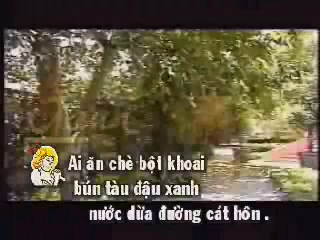 Ai ăn chè bột khoai
bún tàu đậu xanh
nước dừa đường cát hôn .